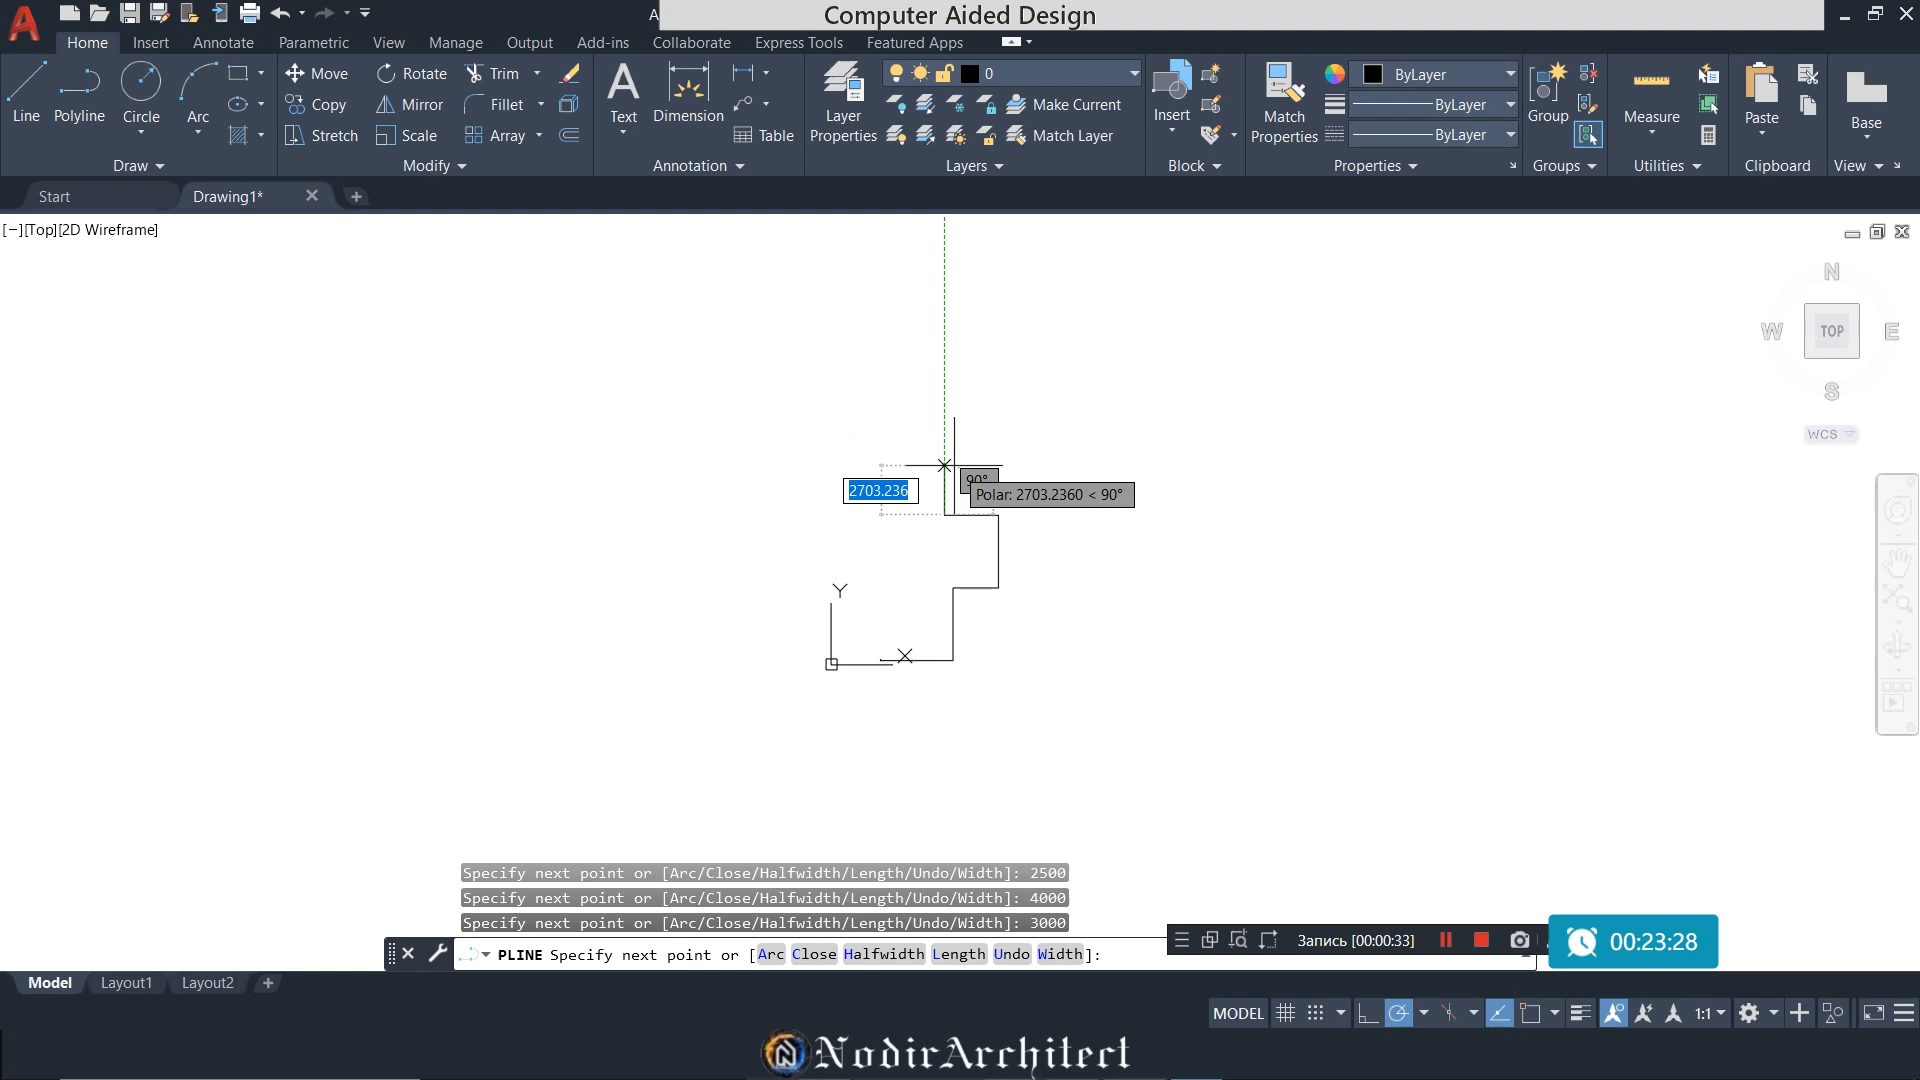 A
Computer Aided Design
Home Insert Annotate Parametric View Manage Output Add-ins Collaborate Express Tools Featured Apps
Line Polyline Circle Arc
Move Rotate Trim
Copy Mirror Fillet
Stretch Scale Array
Text Dimension Table
Layer Properties
0
Make Current
Match Layer
Insert
Match Properties
ByLayer
ByLayer
ByLayer
Group
Measure
Paste
Base
Draw Modify Annotation Layers Block Properties Groups Utilities Clipboard View
Start Drawing1*
[−][Top][2D Wireframe]
N
W TOP E
S
WCS
2703.236
90°
Polar: 2703.2360 < 90°
Y
X
Specify next point or [Arc/Close/Halfwidth/Length/Undo/Width]: 2500
Specify next point or [Arc/Close/Halfwidth/Length/Undo/Width]: 4000
Specify next point or [Arc/Close/Halfwidth/Length/Undo/Width]: 3000
PLINE Specify next point or [Arc Close Halfwidth Length Undo Width]:
Запись [00:00:33]
00:23:28
Model Layout1 Layout2
MODEL 1:1
NodirArchitect